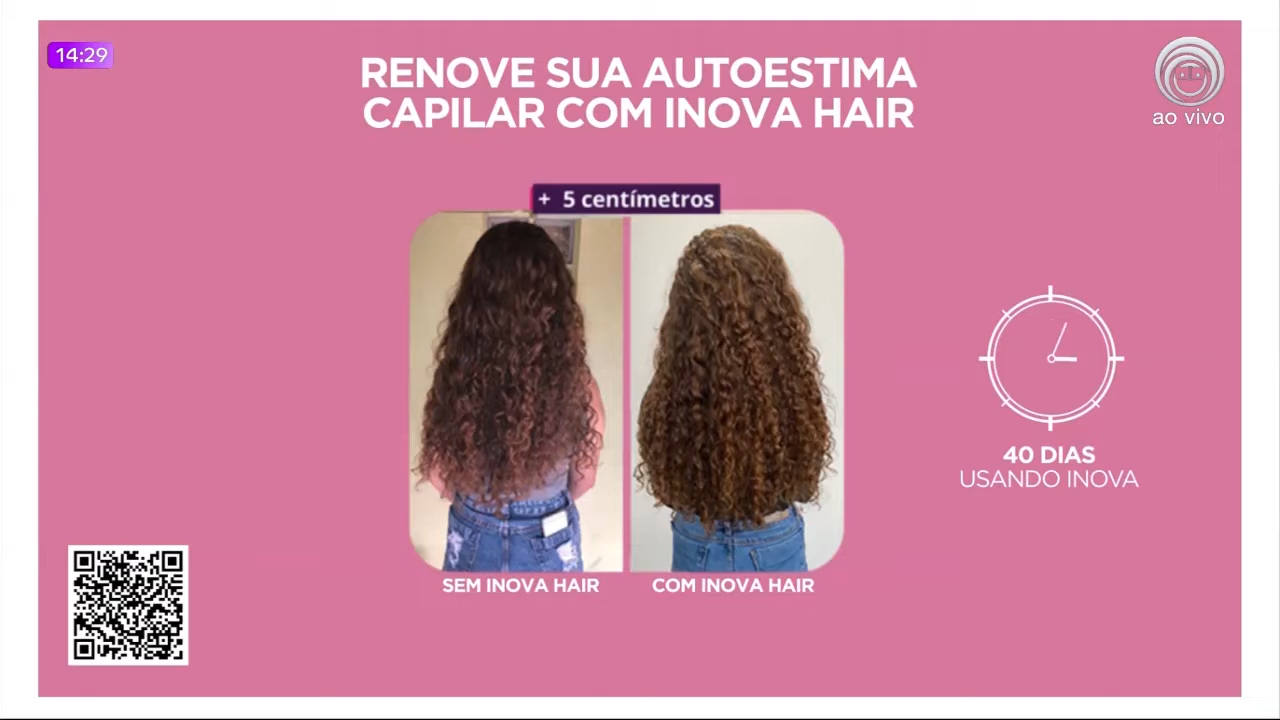 14:29
RENOVE SUA AUTOESTIMA
CAPILAR COM INOVA HAIR
ao vivo
+ 5 centímetros
40 DIAS
USANDO INOVA
SEM INOVA HAIR
COM INOVA HAIR